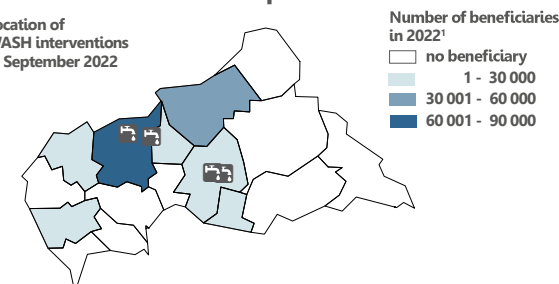 ocation of
WASH interventions
September 2022
Number of beneficiaries
in 2022¹
no beneficiary
1 - 30 000
30 001 - 60 000
60 001 - 90 000